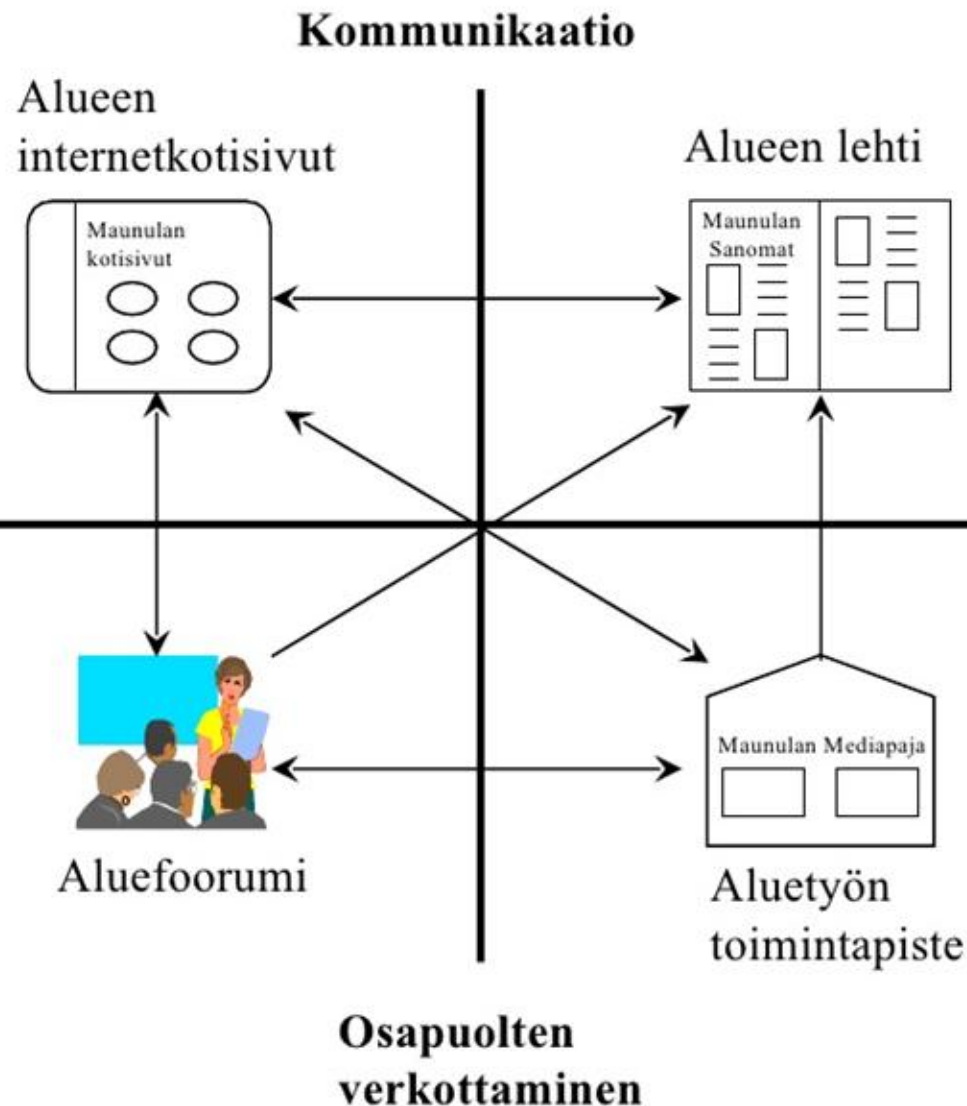 Kommunikaatio
Alueen
internetkotisivut
Alueen lehti
Maunulan
kotisivut
Maunulan
Sanomat
Maunulan Mediapaja
Aluefoorumi
Aluetyön
toimintapiste
Osapuolten
verkottaminen